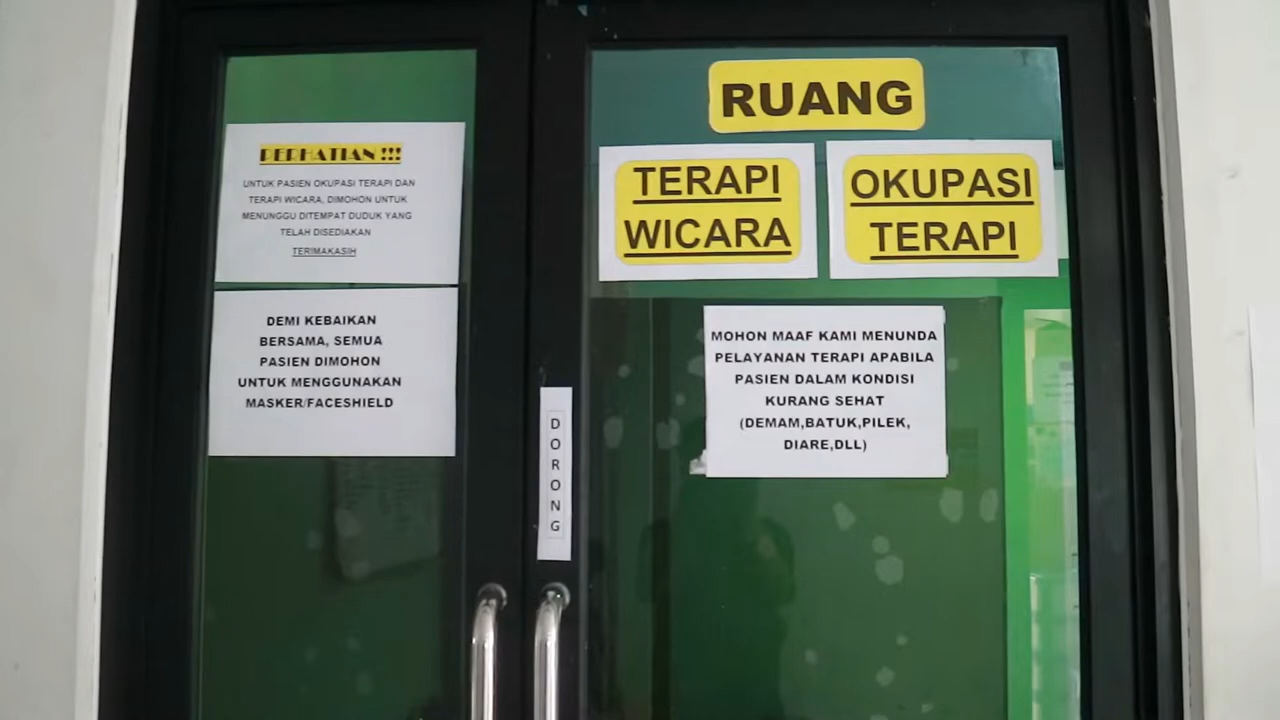 PERHATIAN !!!
UNTUK PASIEN OKUPASI TERAPI DAN
TERAPI WICARA, DIMOHON UNTUK
MENUNGGU DITEMPAT DUDUK YANG
TELAH DISEDIAKAN
TERIMAKASIH
DEMI KEBAIKAN
BERSAMA, SEMUA
PASIEN DIMOHON
UNTUK MENGGUNAKAN
MASKER/FACESHIELD
DORONG
RUANG
TERAPI
WICARA
OKUPASI
TERAPI
MOHON MAAF KAMI MENUNDA
PELAYANAN TERAPI APABILA
PASIEN DALAM KONDISI
KURANG SEHAT
(DEMAM,BATUK,PILEK,
DIARE,DLL)